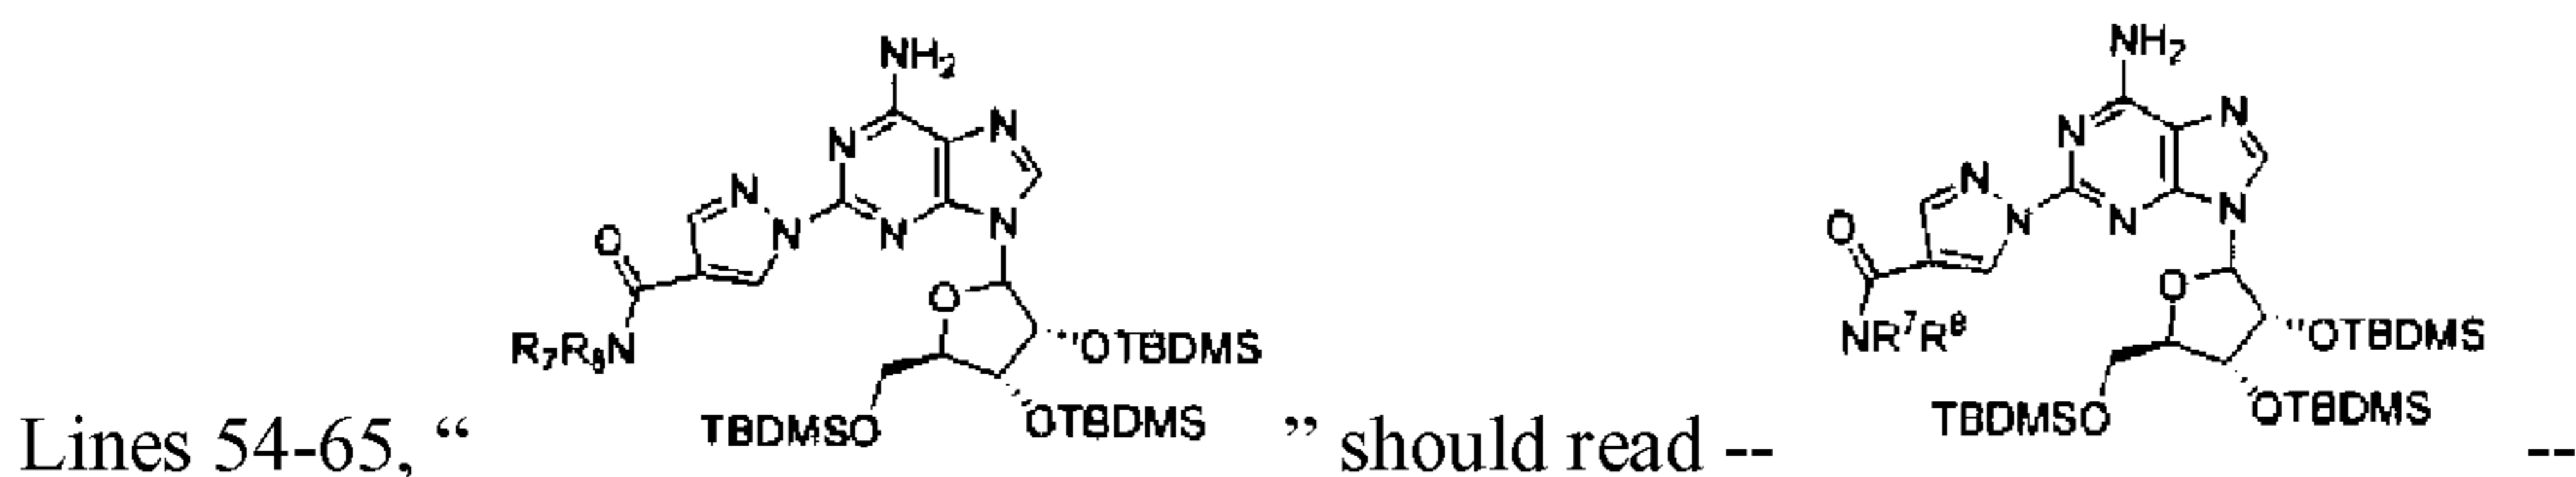 NH₂
N N
N N N N
O
R₇R₈N O OTBDMS
TBDMSO OTBDMS
NH₂
N N
N N N N
O
NR⁷R⁸ O OTBDMS
TBDMSO OTBDMS
Lines 54-65, “ ” should read -- --